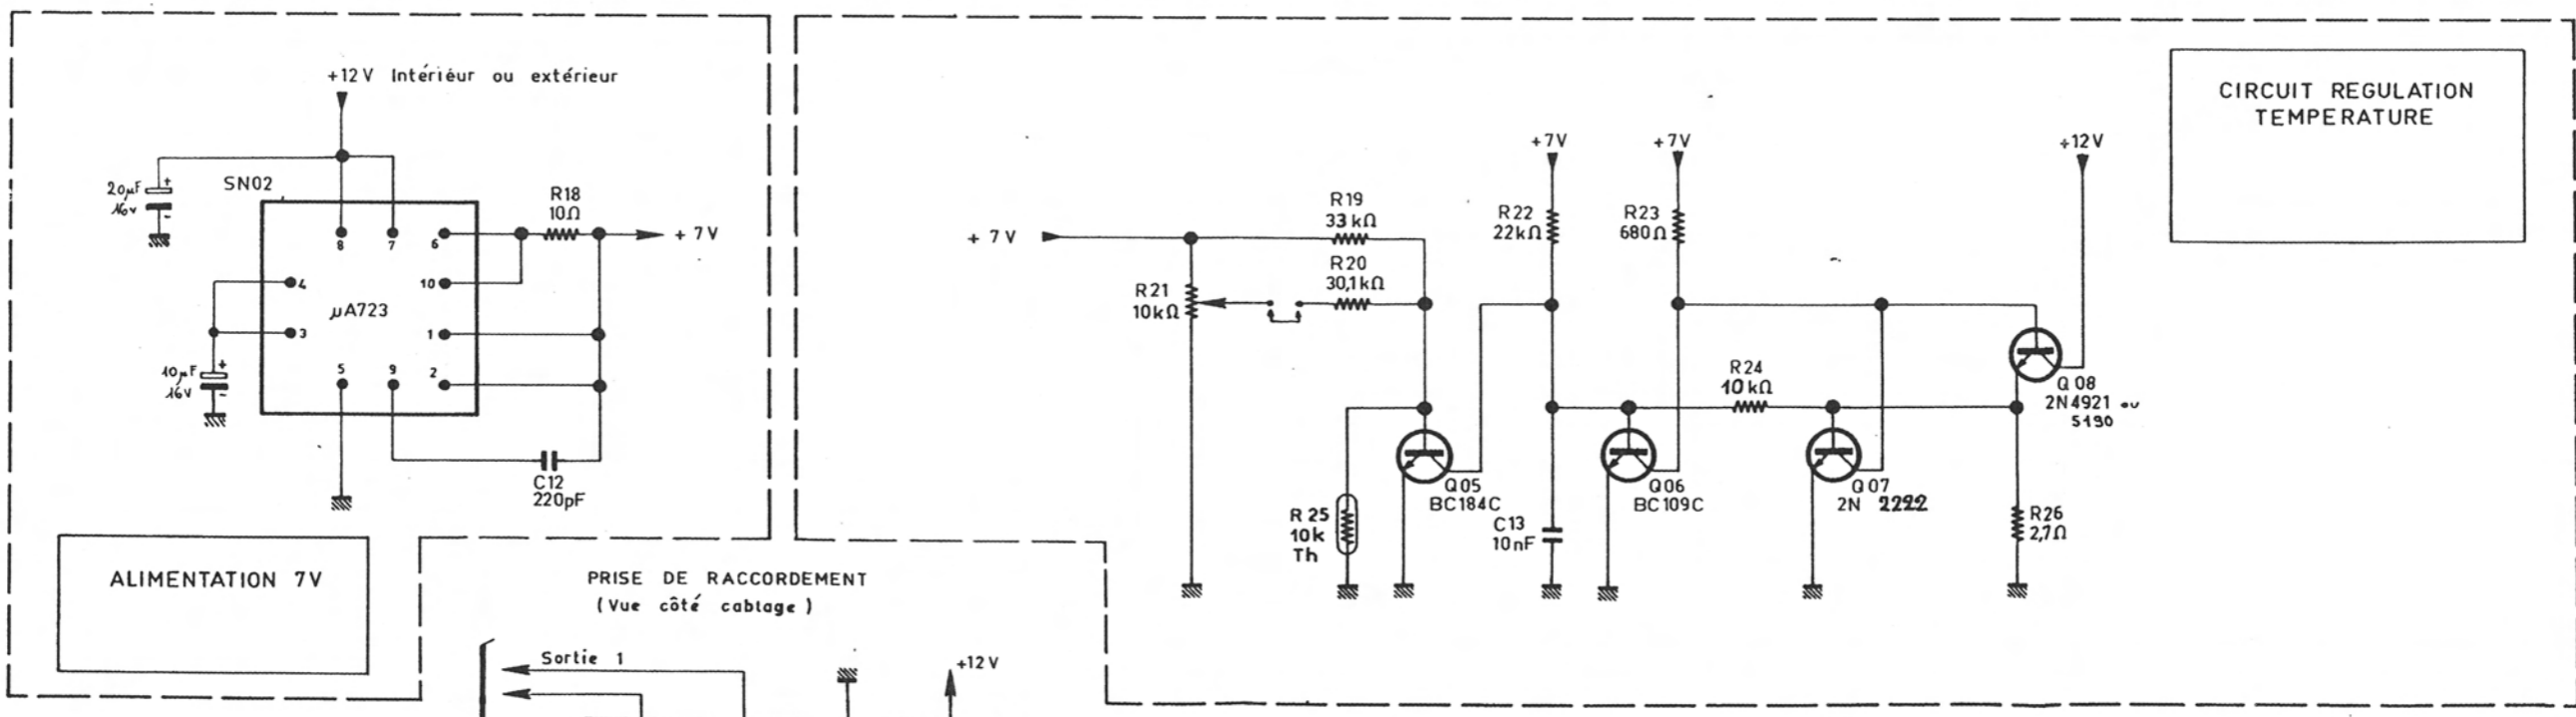 +12 V Intérieur ou extérieur
20µF
16v
+
-
SN02
8
7
6
4
10
3
1
5
9
2
µA723
R18
10Ω
+ 7 V
10µF
16v
+
-
C12
220pF
ALIMENTATION 7V
PRISE DE RACCORDEMENT
(Vue côté cablage)
Sortie 1
+12 V
CIRCUIT REGULATION
TEMPERATURE
+ 7 V
R21
10kΩ
R19
33 kΩ
R20
30,1kΩ
+7V
R22
22kΩ
+7V
R23
680Ω
+12V
R24
10 kΩ
Q 08
2N4921 ou
5190
R 25
10k
Th
Q05
BC184C
C13
10nF
Q06
BC109C
Q07
2N 2222
R26
2,7Ω